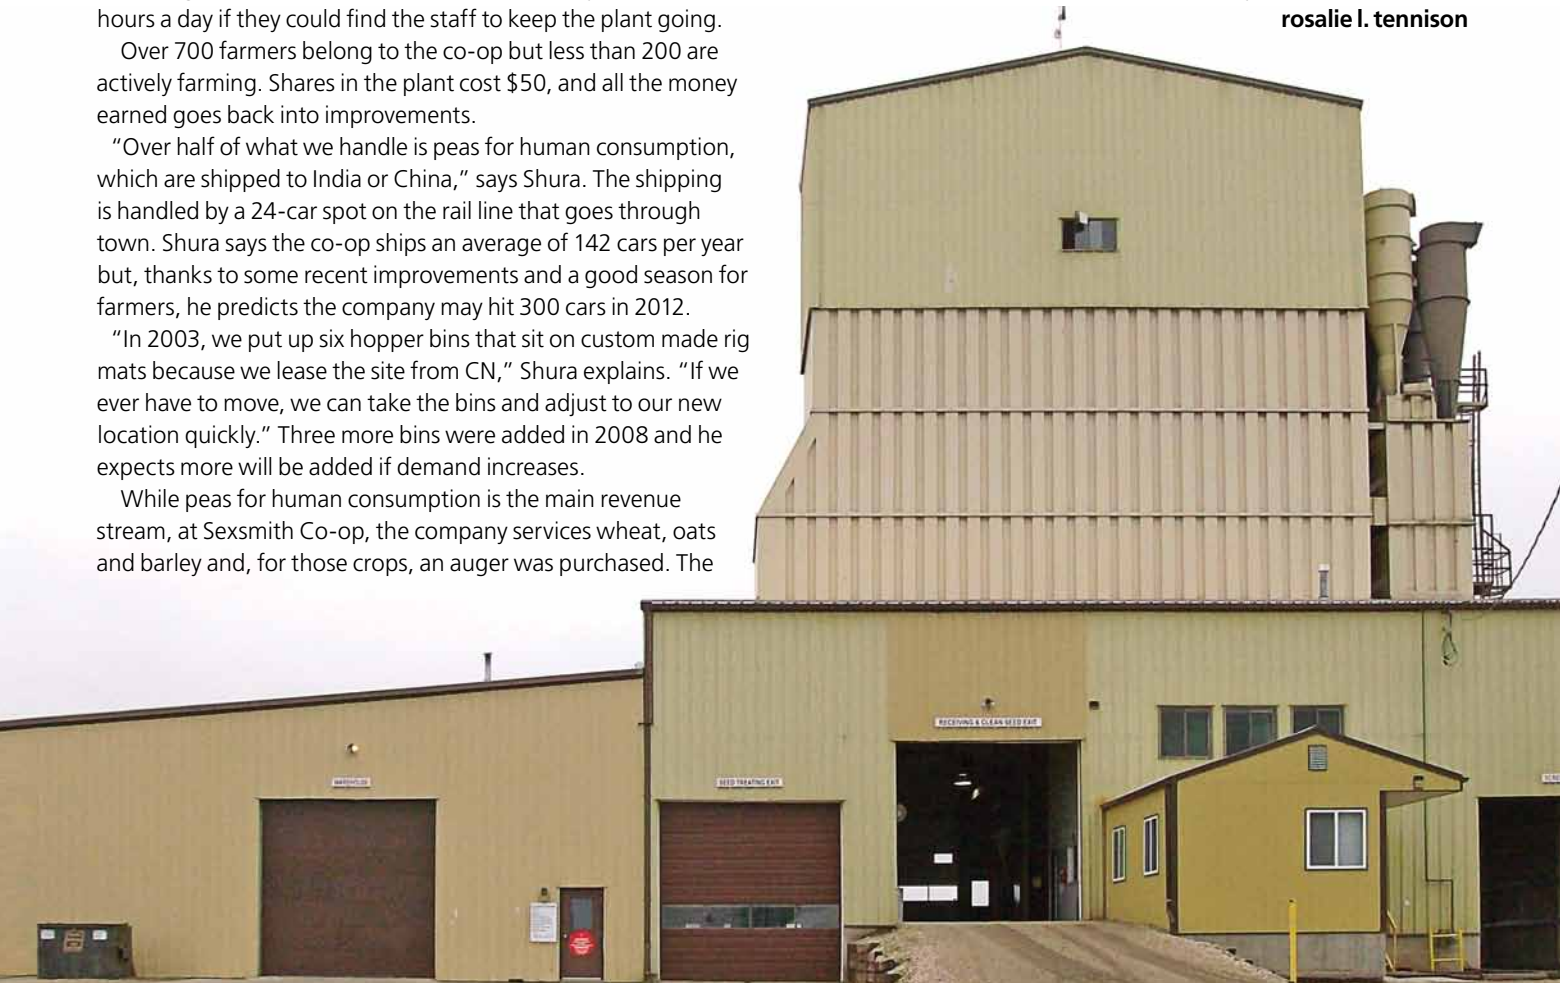 hours a day if they could find the staff to keep the plant going.
Over 700 farmers belong to the co-op but less than 200 are
actively farming. Shares in the plant cost $50, and all the money
earned goes back into improvements.
“Over half of what we handle is peas for human consumption,
which are shipped to India or China,” says Shura. The shipping
is handled by a 24-car spot on the rail line that goes through
town. Shura says the co-op ships an average of 142 cars per year
but, thanks to some recent improvements and a good season for
farmers, he predicts the company may hit 300 cars in 2012.
“In 2003, we put up six hopper bins that sit on custom made rig
mats because we lease the site from CN,” Shura explains. “If we
ever have to move, we can take the bins and adjust to our new
location quickly.” Three more bins were added in 2008 and he
expects more will be added if demand increases.
While peas for human consumption is the main revenue
stream, at Sexsmith Co-op, the company services wheat, oats
and barley and, for those crops, an auger was purchased. The
rosalie l. tennison
RECEIVING & CLEAN SEED EXIT
WAREHOUSE
SEED TREATING EXIT